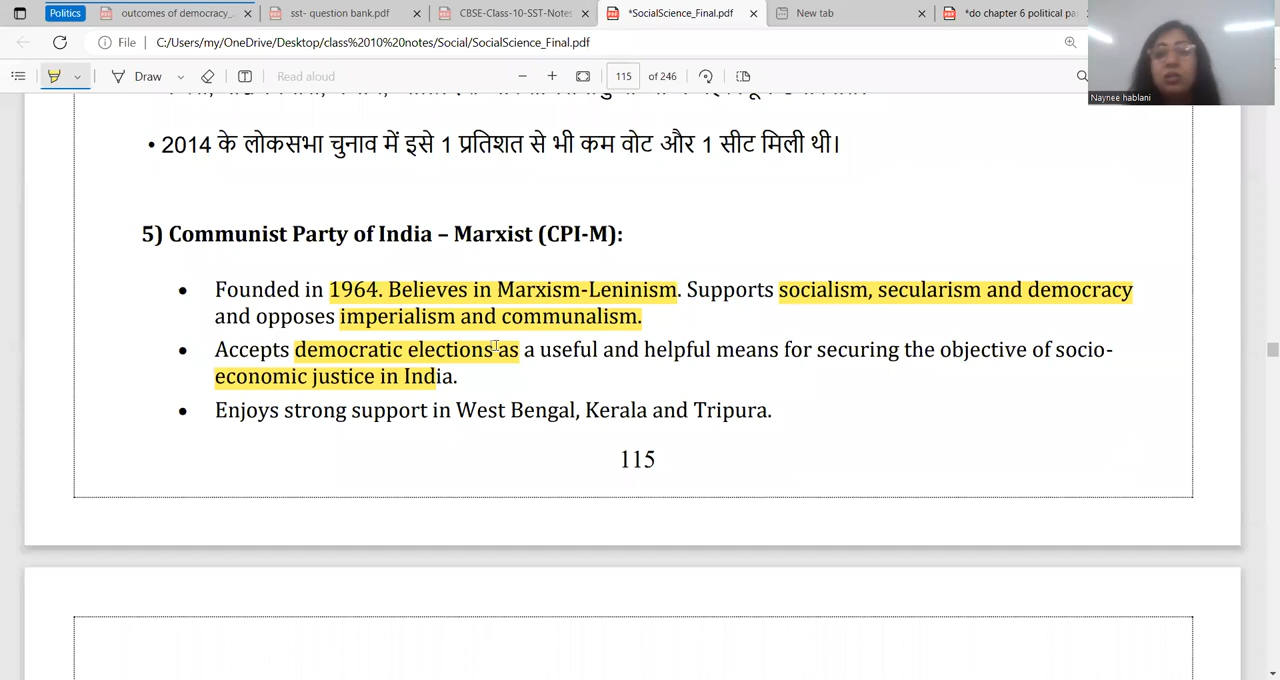 Politics
outcomes of democracy_
sst- question bank.pdf
CBSE-Class-10-SST-Notes
*SocialScience_Final.pdf
New tab
*do chapter 6 political pa
File
C:/Users/my/OneDrive/Desktop/class%2010%20notes/Social/SocialScience_Final.pdf
Draw
Read aloud
115 of 246
Naynee hablani
• 2014 के लोकसभा चुनाव में इसे 1 प्रतिशत से भी कम वोट और 1 सीट मिली थी।
5) Communist Party of India – Marxist (CPI-M):
• Founded in 1964. Believes in Marxism-Leninism. Supports socialism, secularism and democracy
and opposes imperialism and communalism.
• Accepts democratic elections as a useful and helpful means for securing the objective of socio-
economic justice in India.
• Enjoys strong support in West Bengal, Kerala and Tripura.
115